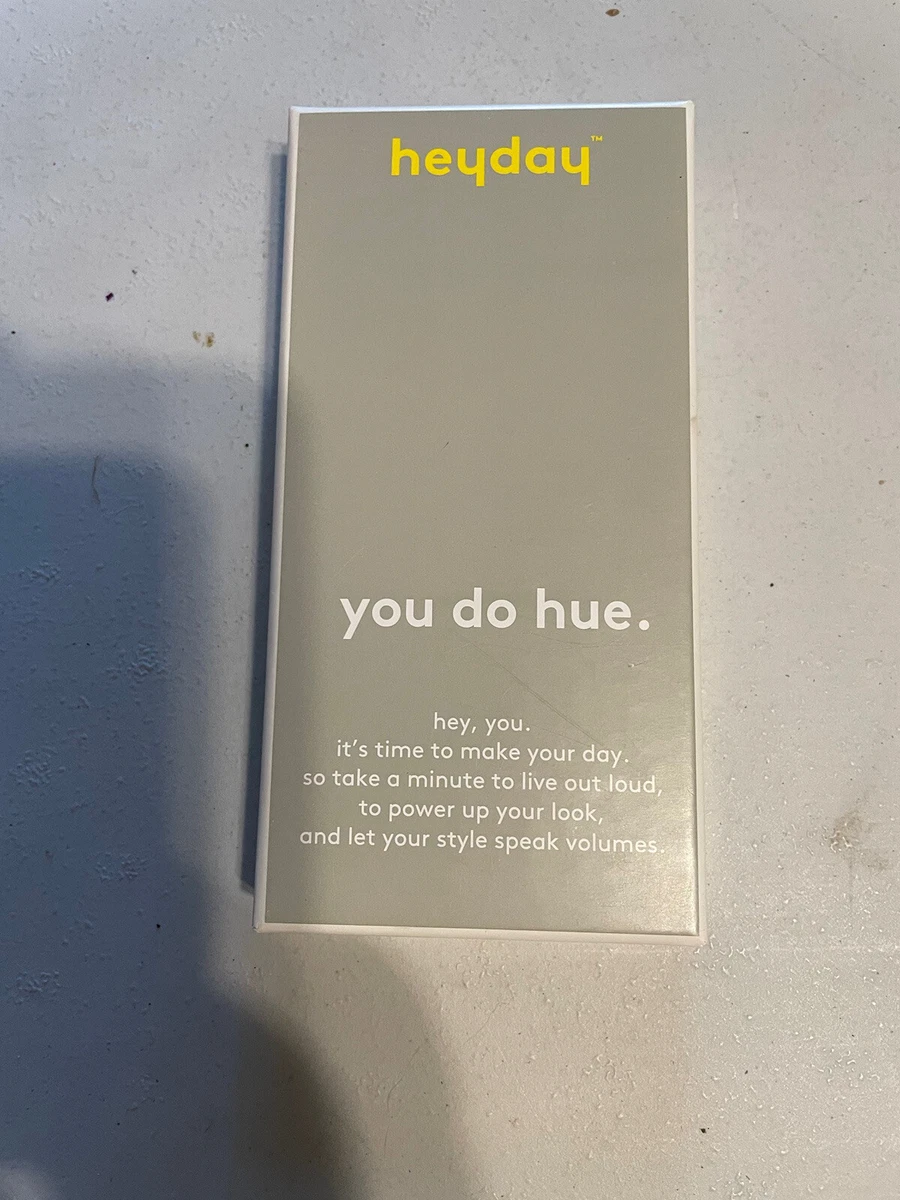 heyday™
you do hue.
hey, you.
it's time to make your day.
so take a minute to live out loud,
to power up your look,
and let your style speak volumes.